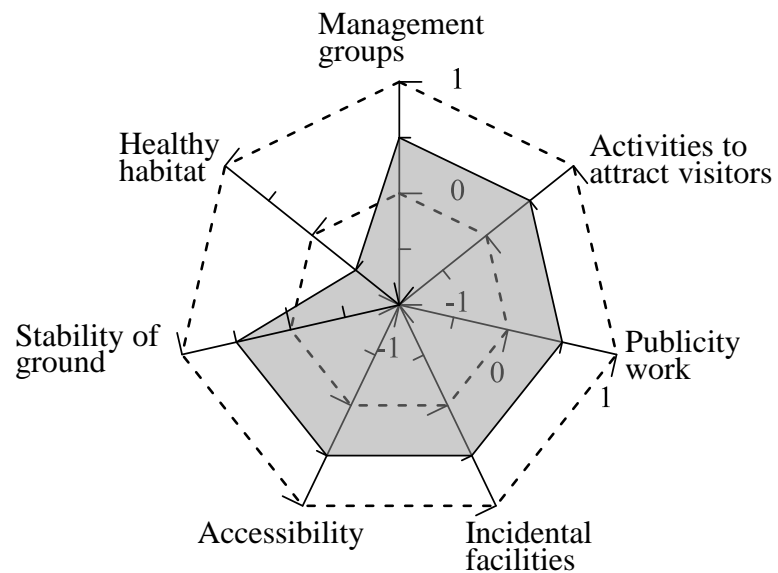 Management
groups
1
Healthy
habitat
Activities to
attract visitors
0
-1
Stability of
ground
-1
Publicity
work
0
1
Accessibility
Incidental
facilities